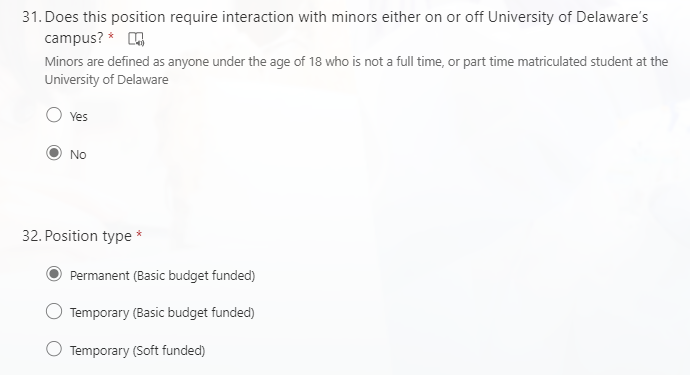 31. Does this position require interaction with minors either on or off University of Delaware's
campus? *
Minors are defined as anyone under the age of 18 who is not a full time, or part time matriculated student at the
University of Delaware
Yes
No
32. Position type *
Permanent (Basic budget funded)
Temporary (Basic budget funded)
Temporary (Soft funded)